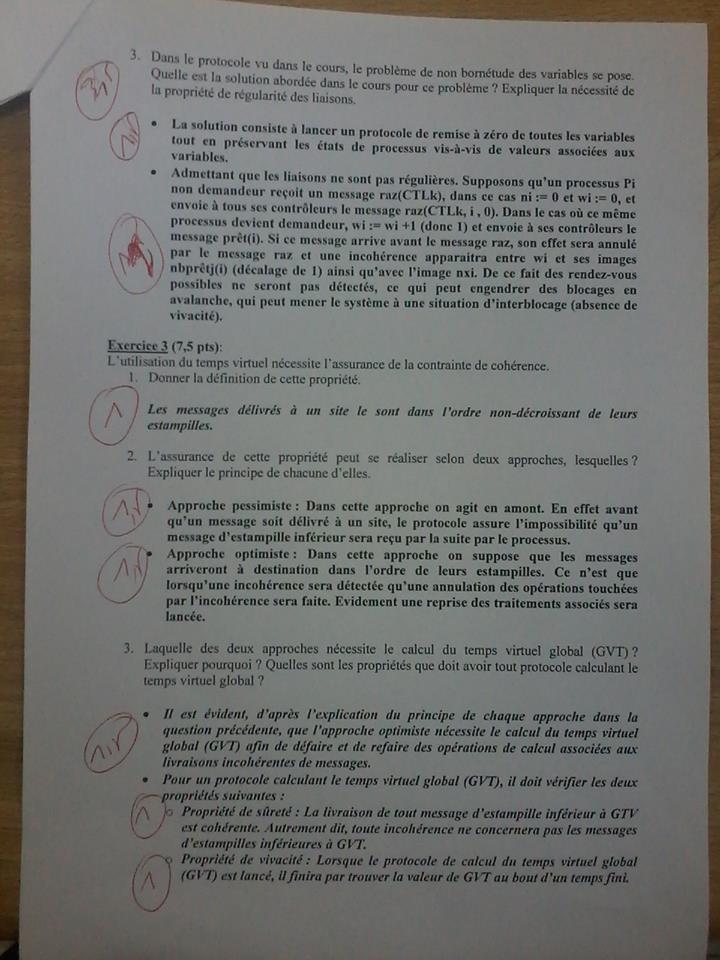 3. Dans le protocole vu dans le cours, le problème de non bornétude des variables se pose.
Quelle est la solution abordée dans le cours pour ce problème ? Expliquer la nécessité de
la propriété de régularité des liaisons.
• La solution consiste à lancer un protocole de remise à zéro de toutes les variables
tout en préservant les états de processus vis-à-vis de valeurs associées aux
variables.
• Admettant que les liaisons ne sont pas régulières. Supposons qu'un processus Pi
non demandeur reçoit un message raz(CTLk), dans ce cas ni := 0 et wi := 0, et
envoie à tous ses contrôleurs le message raz(CTLk, i , 0). Dans le cas où ce même
processus devient demandeur, wi := wi +1 (donc 1) et envoie à ses contrôleurs le
message prêt(i). Si ce message arrive avant le message raz, son effet sera annulé
par le message raz et une incohérence apparaitra entre wi et ses images
nbprêtj(i) (décalage de 1) ainsi qu'avec l'image nxi. De ce fait des rendez-vous
possibles ne seront pas détectés, ce qui peut engendrer des blocages en
avalanche, qui peut mener le système à une situation d'interblocage (absence de
vivacité).
Exercice 3 (7,5 pts):
L'utilisation du temps virtuel nécessite l'assurance de la contrainte de cohérence.
1. Donner la définition de cette propriété.
1
Les messages délivrés à un site le sont dans l'ordre non-décroissant de leurs
estampilles.
2. L'assurance de cette propriété peut se réaliser selon deux approches, lesquelles ?
Expliquer le principe de chacune d'elles.
1,5
• Approche pessimiste : Dans cette approche on agit en amont. En effet avant
qu'un message soit délivré à un site, le protocole assure l'impossibilité qu'un
message d'estampille inférieur sera reçu par la suite par le processus.
1,5
• Approche optimiste : Dans cette approche on suppose que les messages
arriveront à destination dans l'ordre de leurs estampilles. Ce n'est que
lorsqu'une incohérence sera détectée qu'une annulation des opérations touchées
par l'incohérence sera faite. Evidement une reprise des traitements associés sera
lancée.
3. Laquelle des deux approches nécessite le calcul du temps virtuel global (GVT) ?
Expliquer pourquoi ? Quelles sont les propriétés que doit avoir tout protocole calculant le
temps virtuel global ?
1,5
• Il est évident, d'après l'explication du principe de chaque approche dans la
question précédente, que l'approche optimiste nécessite le calcul du temps virtuel
global (GVT) afin de défaire et de refaire des opérations de calcul associées aux
livraisons incohérentes de messages.
• Pour un protocole calculant le temps virtuel global (GVT), il doit vérifier les deux
propriétés suivantes :
1
o Propriété de sûreté : La livraison de tout message d'estampille inférieur à GTV
est cohérente. Autrement dit, toute incohérence ne concernera pas les messages
d'estampilles inférieures à GVT.
1
o Propriété de vivacité : Lorsque le protocole de calcul du temps virtuel global
(GVT) est lancé, il finira par trouver la valeur de GVT au bout d'un temps fini.